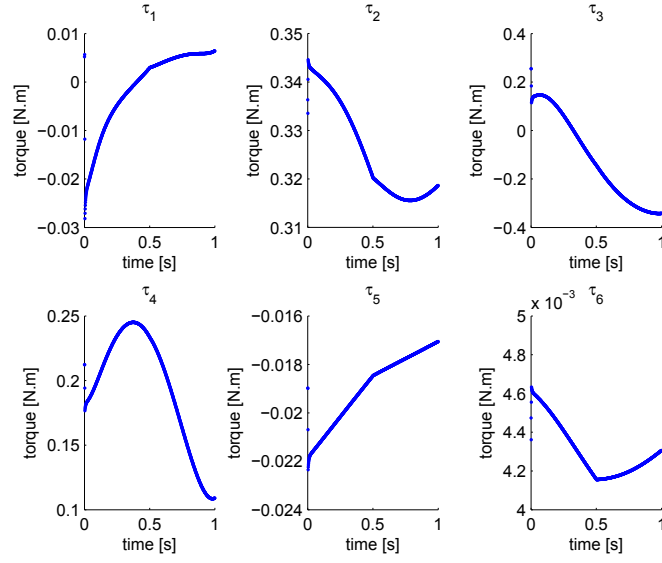 τ1
torque [N.m]
0.01
0
−0.01
−0.02
−0.03
0 0.5 1
time [s]
τ2
torque [N.m]
0.35
0.34
0.33
0.32
0.31
0 0.5 1
time [s]
τ3
torque [N.m]
0.4
0.2
0
−0.2
−0.4
0 0.5 1
time [s]
τ4
torque [N.m]
0.25
0.2
0.15
0.1
0 0.5 1
time [s]
τ5
torque [N.m]
−0.016
−0.018
−0.02
−0.022
−0.024
0 0.5 1
time [s]
x 10−3 τ6
torque [N.m]
5
4.8
4.6
4.4
4.2
4
0 0.5 1
time [s]